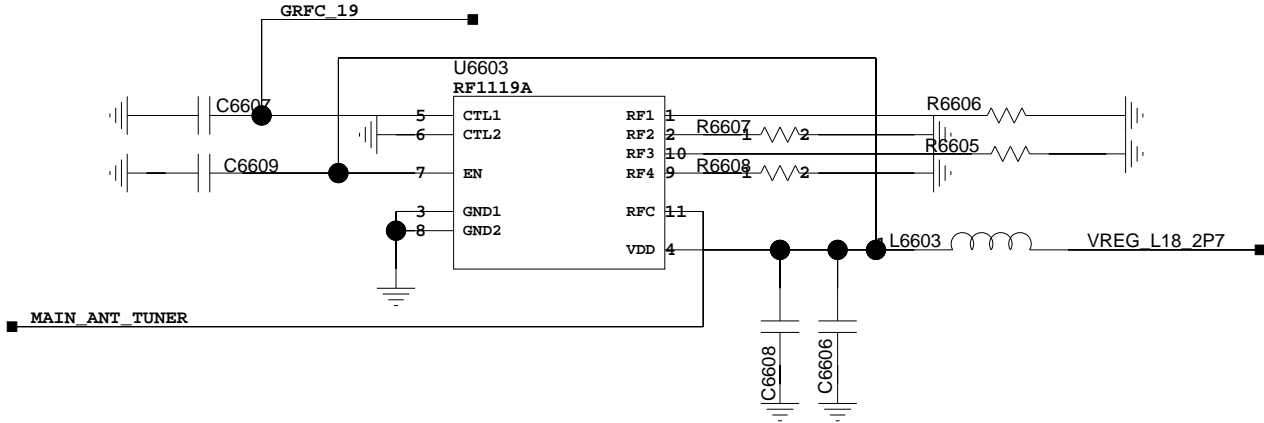 GRFC_19
U6603
RF1119A
C6607
5 CTL1 RF1 1 R6606
6 CTL2 RF2 2 R6607 1 2
RF3 10 R6605
C6609 7 EN RF4 9 R6608 1 2
3 GND1 RFC 11
8 GND2
VDD 4 1 L6603 VREG_L18_2P7
MAIN_ANT_TUNER
C6608
C6606